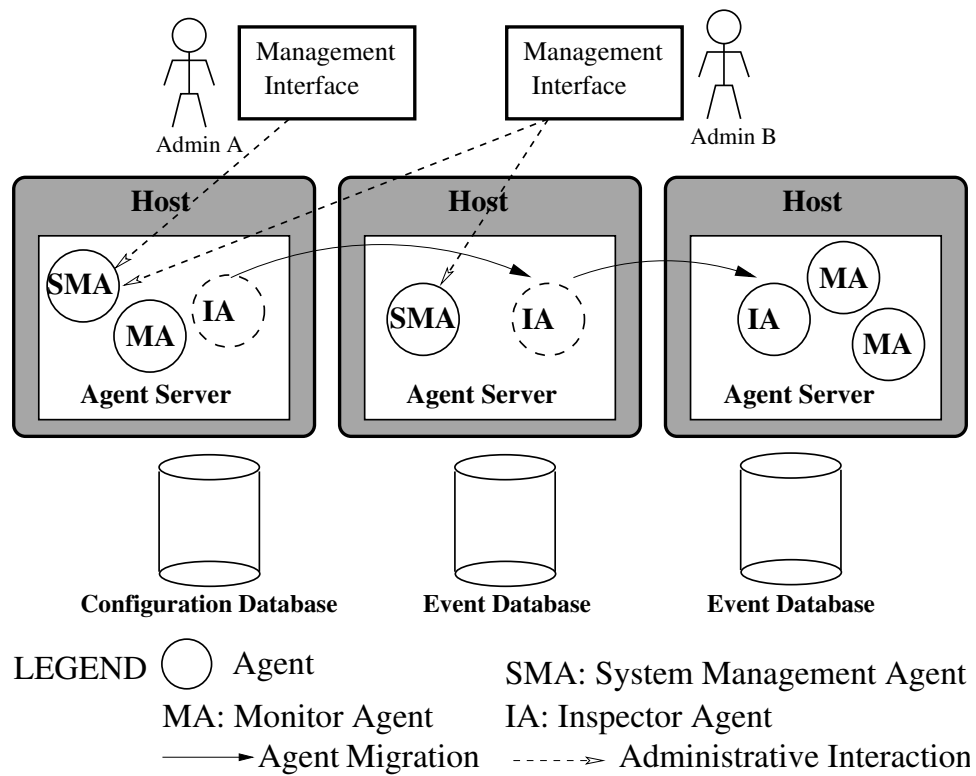 Management
Interface
Admin A
Management
Interface
Admin B
Host
SMA
MA
IA
Agent Server
Host
SMA
IA
Agent Server
Host
IA
MA
MA
Agent Server
Configuration Database
Event Database
Event Database
LEGEND
Agent
SMA: System Management Agent
MA: Monitor Agent
IA: Inspector Agent
Agent Migration
Administrative Interaction